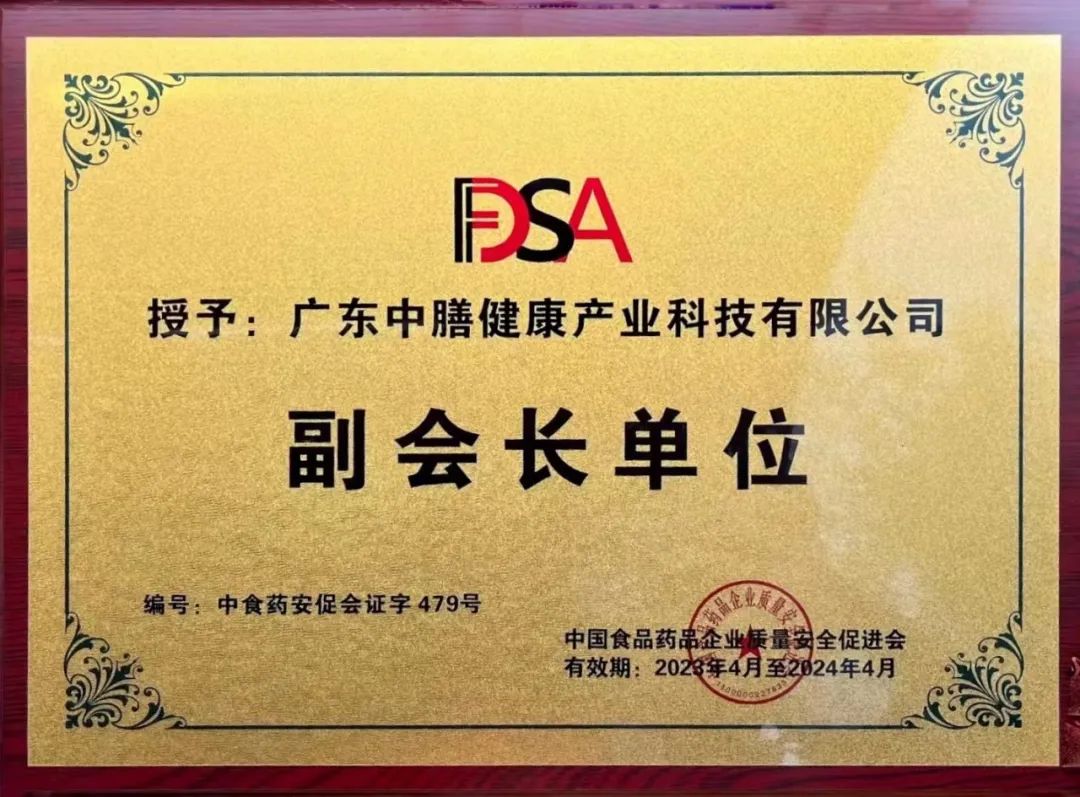 FDSA
授予：广东中膳健康产业科技有限公司
副会长单位
编号：中食药安促会证字 479号
中国食品药品企业质量安全促进会
有效期：2023年4月至2024年4月